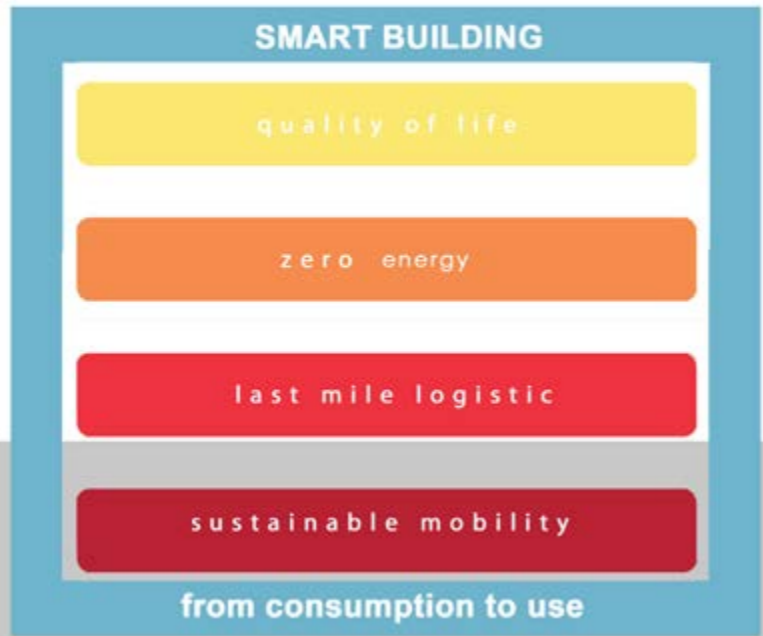 SMART BUILDING
quality of life
zero energy
last mile logistic
sustainable mobility
from consumption to use